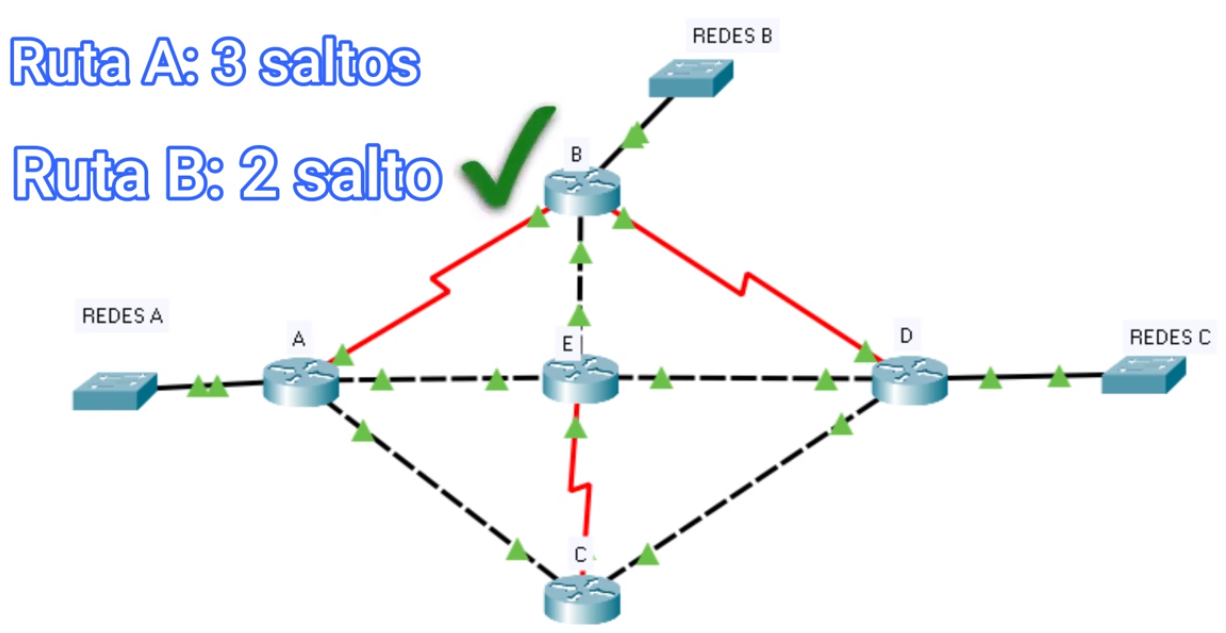 Ruta A: 3 saltos
Ruta B: 2 salto
REDES B
B
REDES A
A
E
D
REDES C
C